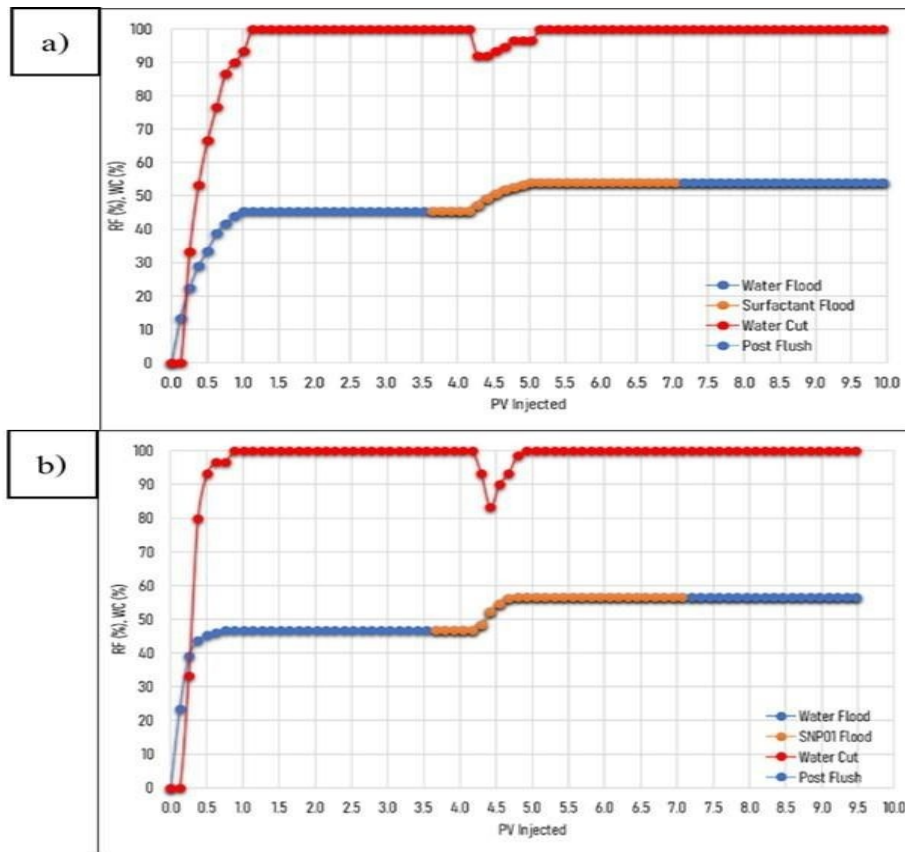 a)
100
90
80
70
60
50
40
30
20
10
0
RF (%), WC (%)
0.0 0.5 1.0 1.5 2.0 2.5 3.0 3.5 4.0 4.5 5.0 5.5 6.0 6.5 7.0 7.5 8.0 8.5 9.0 9.5 10.0
PV Injected
Water Flood
Surfactant Flood
Water Cut
Post Flush
b)
100
90
80
70
60
50
40
30
20
10
0
RF (%), WC (%)
0.0 0.5 1.0 1.5 2.0 2.5 3.0 3.5 4.0 4.5 5.0 5.5 6.0 6.5 7.0 7.5 8.0 8.5 9.0 9.5 10.0
PV Injected
Water Flood
SNP01 Flood
Water Cut
Post Flush